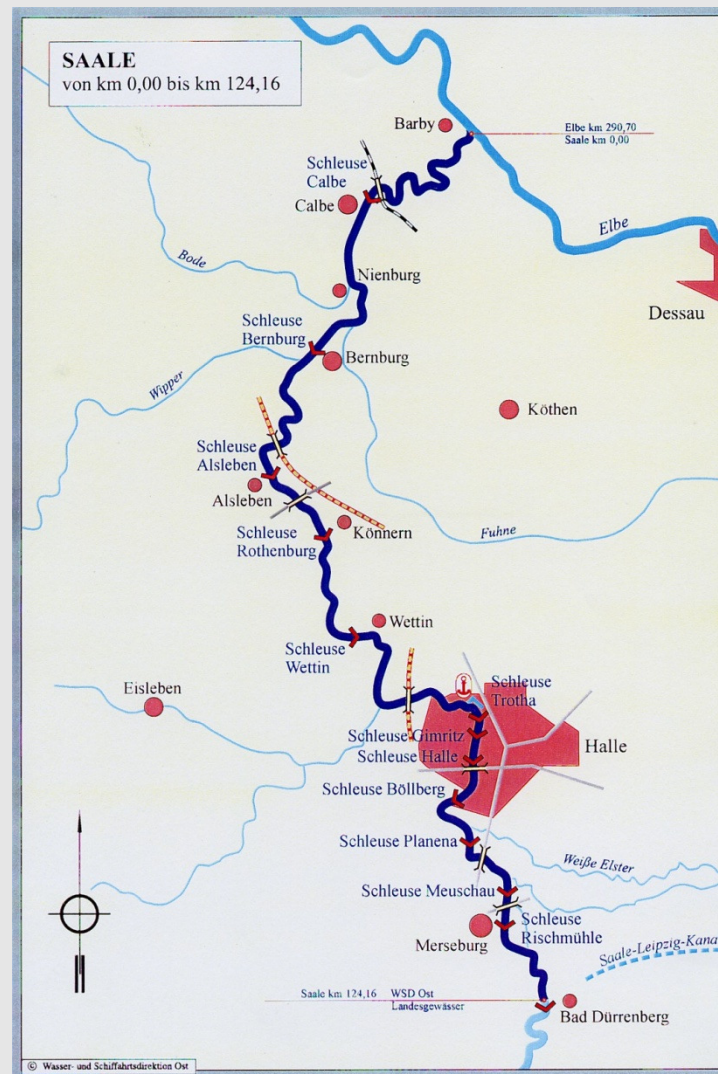 SAALE
von km 0,00 bis km 124,16
Barby
Elbe km 290,70
Saale km 0,00
Schleuse
Calbe
Calbe
Elbe
Bode
Nienburg
Dessau
Schleuse
Bernburg
Bernburg
Wipper
Köthen
Schleuse
Alsleben
Alsleben
Könnern
Schleuse
Rothenburg
Fuhne
Wettin
Schleuse
Wettin
Eisleben
Schleuse
Trotha
Schleuse Gimritz
Schleuse Halle
Halle
Schleuse Böllberg
Schleuse Planena
Weiße Elster
Schleuse Meuschau
Schleuse
Rischmühle
Merseburg
Saale-Leipzig-Kana
Saale km 124,16 WSD Ost
Landesgewässer
Bad Dürrenberg
© Wasser- und Schiffahrtsdirektion Ost